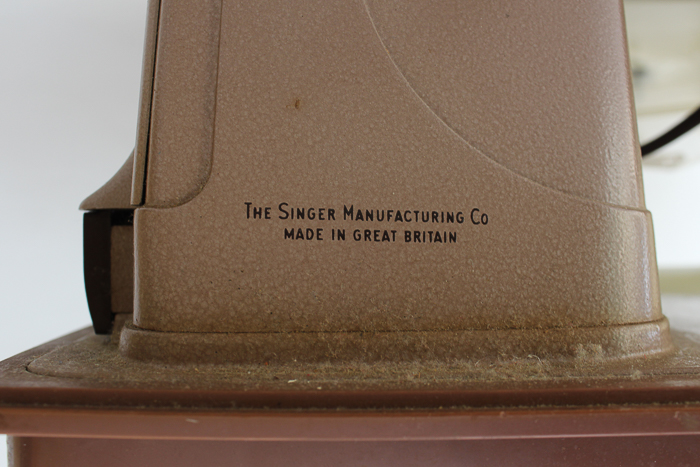 The Singer Manufacturing Co
MADE IN GREAT BRITAIN